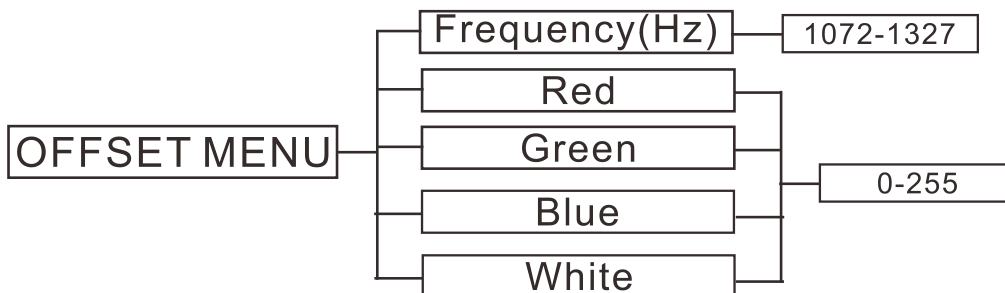 Frequency(Hz)
1072-1327
Red
OFFSET MENU
Green
0-255
Blue
White